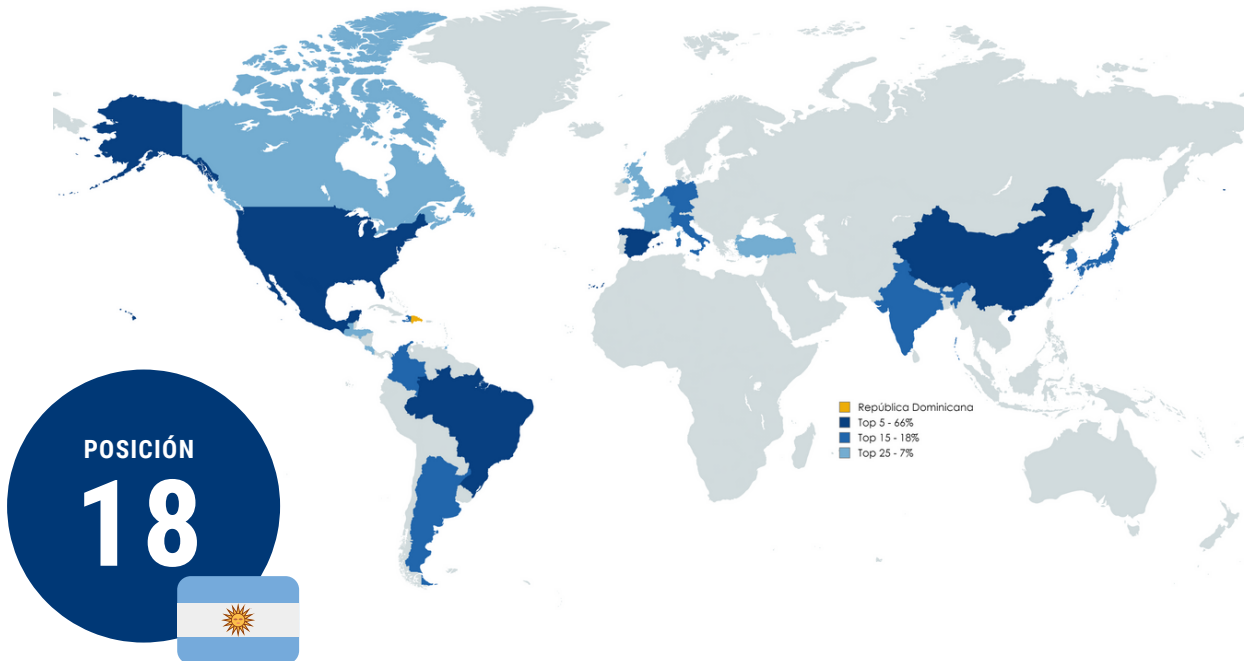 República Dominicana
Top 5 - 66%
Top 15 - 18%
Top 25 - 7%
POSICIÓN
18